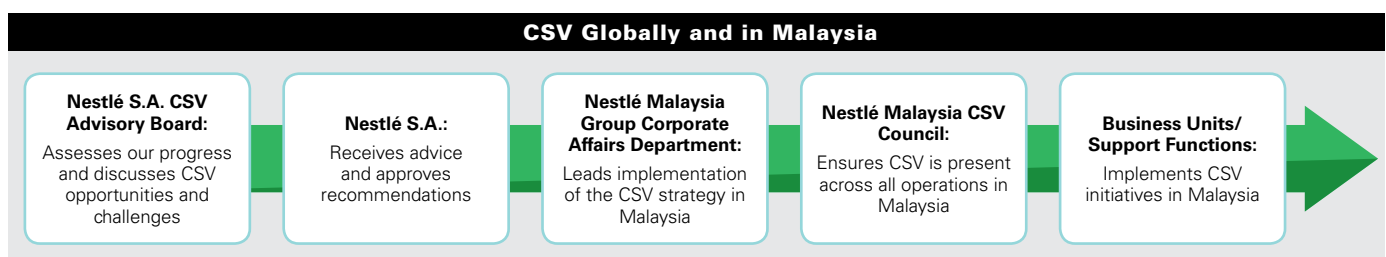 CSV Globally and in Malaysia
Nestlé S.A. CSV
Advisory Board:
Assesses our progress
and discusses CSV
opportunities and
challenges
Nestlé S.A.:
Receives advice
and approves
recommendations
Nestlé Malaysia
Group Corporate
Affairs Department:
Leads implementation
of the CSV strategy in
Malaysia
Nestlé Malaysia CSV
Council:
Ensures CSV is present
across all operations in
Malaysia
Business Units/
Support Functions:
Implements CSV
initiatives in Malaysia